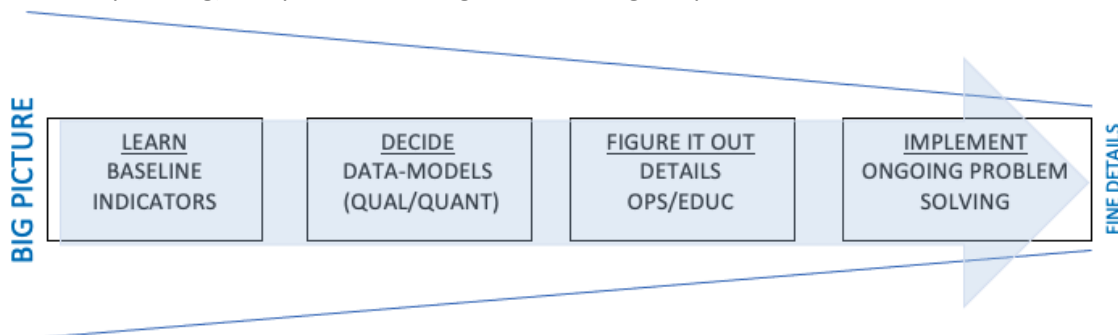 BIG PICTURE
LEARN
BASELINE
INDICATORS
DECIDE
DATA-MODELS
(QUAL/QUANT)
FIGURE IT OUT
DETAILS
OPS/EDUC
IMPLEMENT
ONGOING PROBLEM
SOLVING
FINE DETAILS